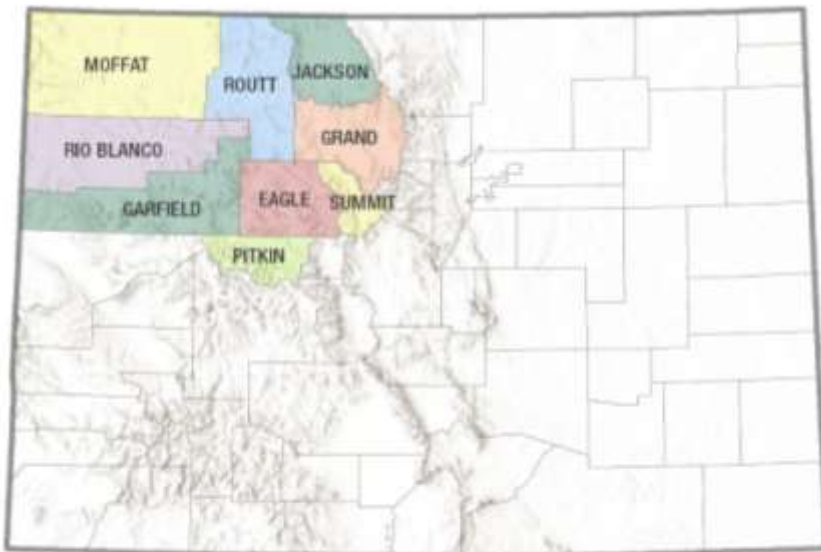 MOFFAT
ROUTT
JACKSON
RIO BLANCO
GRAND
GARFIELD
EAGLE
SUMMIT
PITKIN